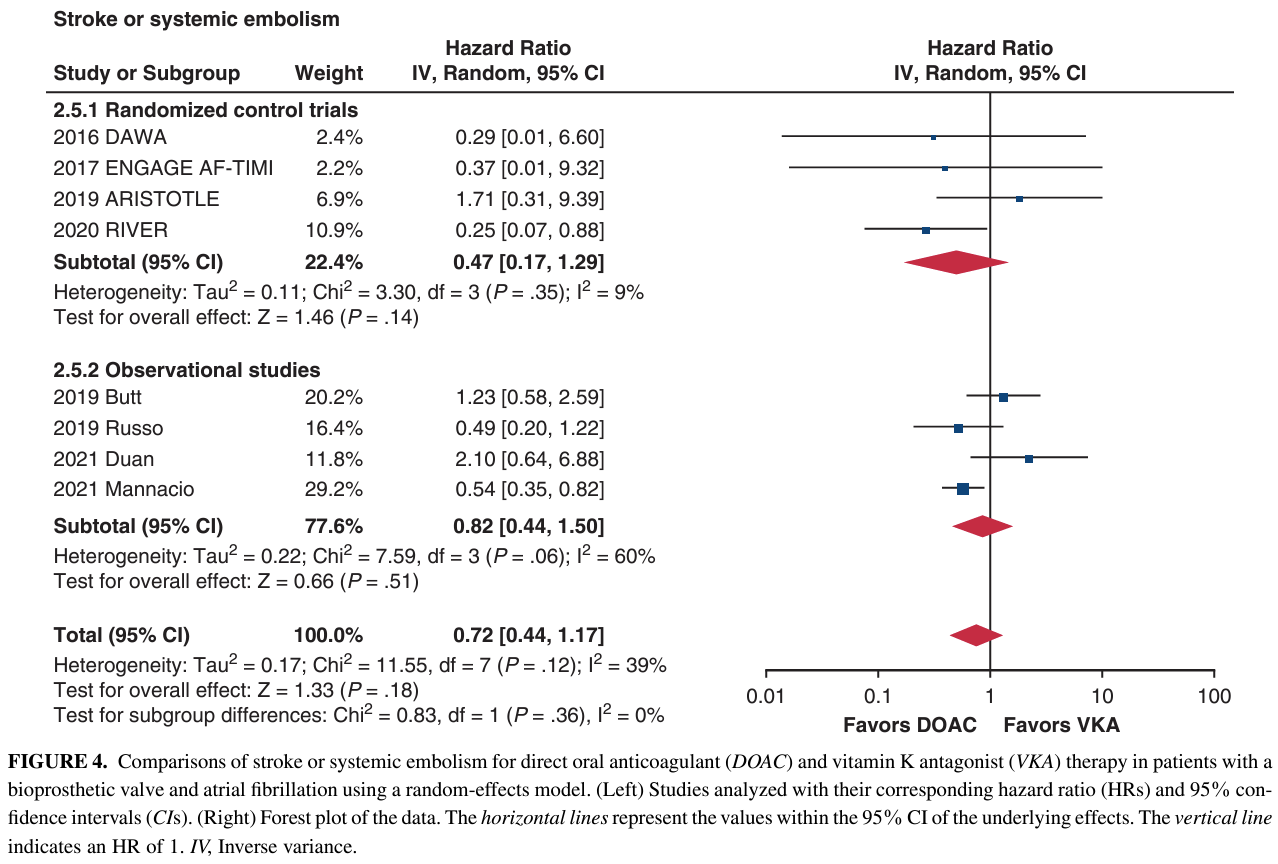 Stroke or systemic embolism
Hazard Ratio Hazard Ratio
Study or Subgroup Weight IV, Random, 95% CI IV, Random, 95% CI
2.5.1 Randomized control trials
2016 DAWA 2.4% 0.29 [0.01, 6.60]
2017 ENGAGE AF-TIMI 2.2% 0.37 [0.01, 9.32]
2019 ARISTOTLE 6.9% 1.71 [0.31, 9.39]
2020 RIVER 10.9% 0.25 [0.07, 0.88]
Subtotal (95% CI) 22.4% 0.47 [0.17, 1.29]
Heterogeneity: Tau² = 0.11; Chi² = 3.30, df = 3 (P = .35); I² = 9%
Test for overall effect: Z = 1.46 (P = .14)
2.5.2 Observational studies
2019 Butt 20.2% 1.23 [0.58, 2.59]
2019 Russo 16.4% 0.49 [0.20, 1.22]
2021 Duan 11.8% 2.10 [0.64, 6.88]
2021 Mannacio 29.2% 0.54 [0.35, 0.82]
Subtotal (95% CI) 77.6% 0.82 [0.44, 1.50]
Heterogeneity: Tau² = 0.22; Chi² = 7.59, df = 3 (P = .06); I² = 60%
Test for overall effect: Z = 0.66 (P = .51)
Total (95% CI) 100.0% 0.72 [0.44, 1.17]
Heterogeneity: Tau² = 0.17; Chi² = 11.55, df = 7 (P = .12); I² = 39%
Test for overall effect: Z = 1.33 (P = .18)
Test for subgroup differences: Chi² = 0.83, df = 1 (P = .36), I² = 0%
0.01 0.1 1 10 100
Favors DOAC Favors VKA
FIGURE 4. Comparisons of stroke or systemic embolism for direct oral anticoagulant (DOAC) and vitamin K antagonist (VKA) therapy in patients with a
bioprosthetic valve and atrial fibrillation using a random-effects model. (Left) Studies analyzed with their corresponding hazard ratio (HRs) and 95% con-
fidence intervals (CIs). (Right) Forest plot of the data. The horizontal lines represent the values within the 95% CI of the underlying effects. The vertical line
indicates an HR of 1. IV, Inverse variance.